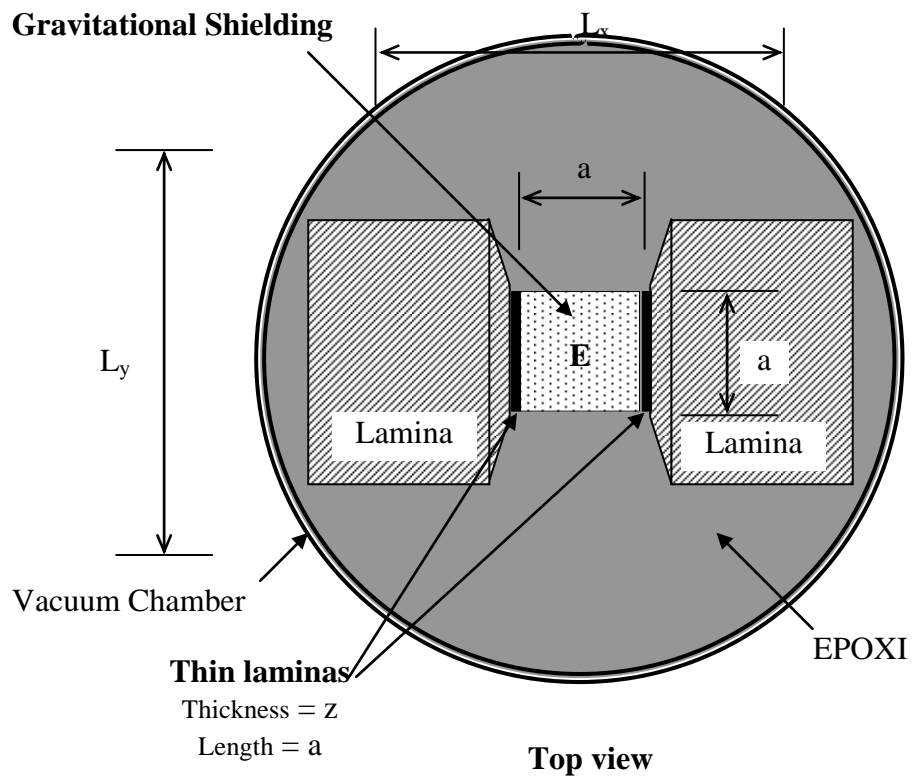 Gravitational Shielding
Lx
a
Ly
E
a
Lamina
Lamina
Vacuum Chamber
EPOXI
Thin laminas
Thickness = z
Length = a
Top view